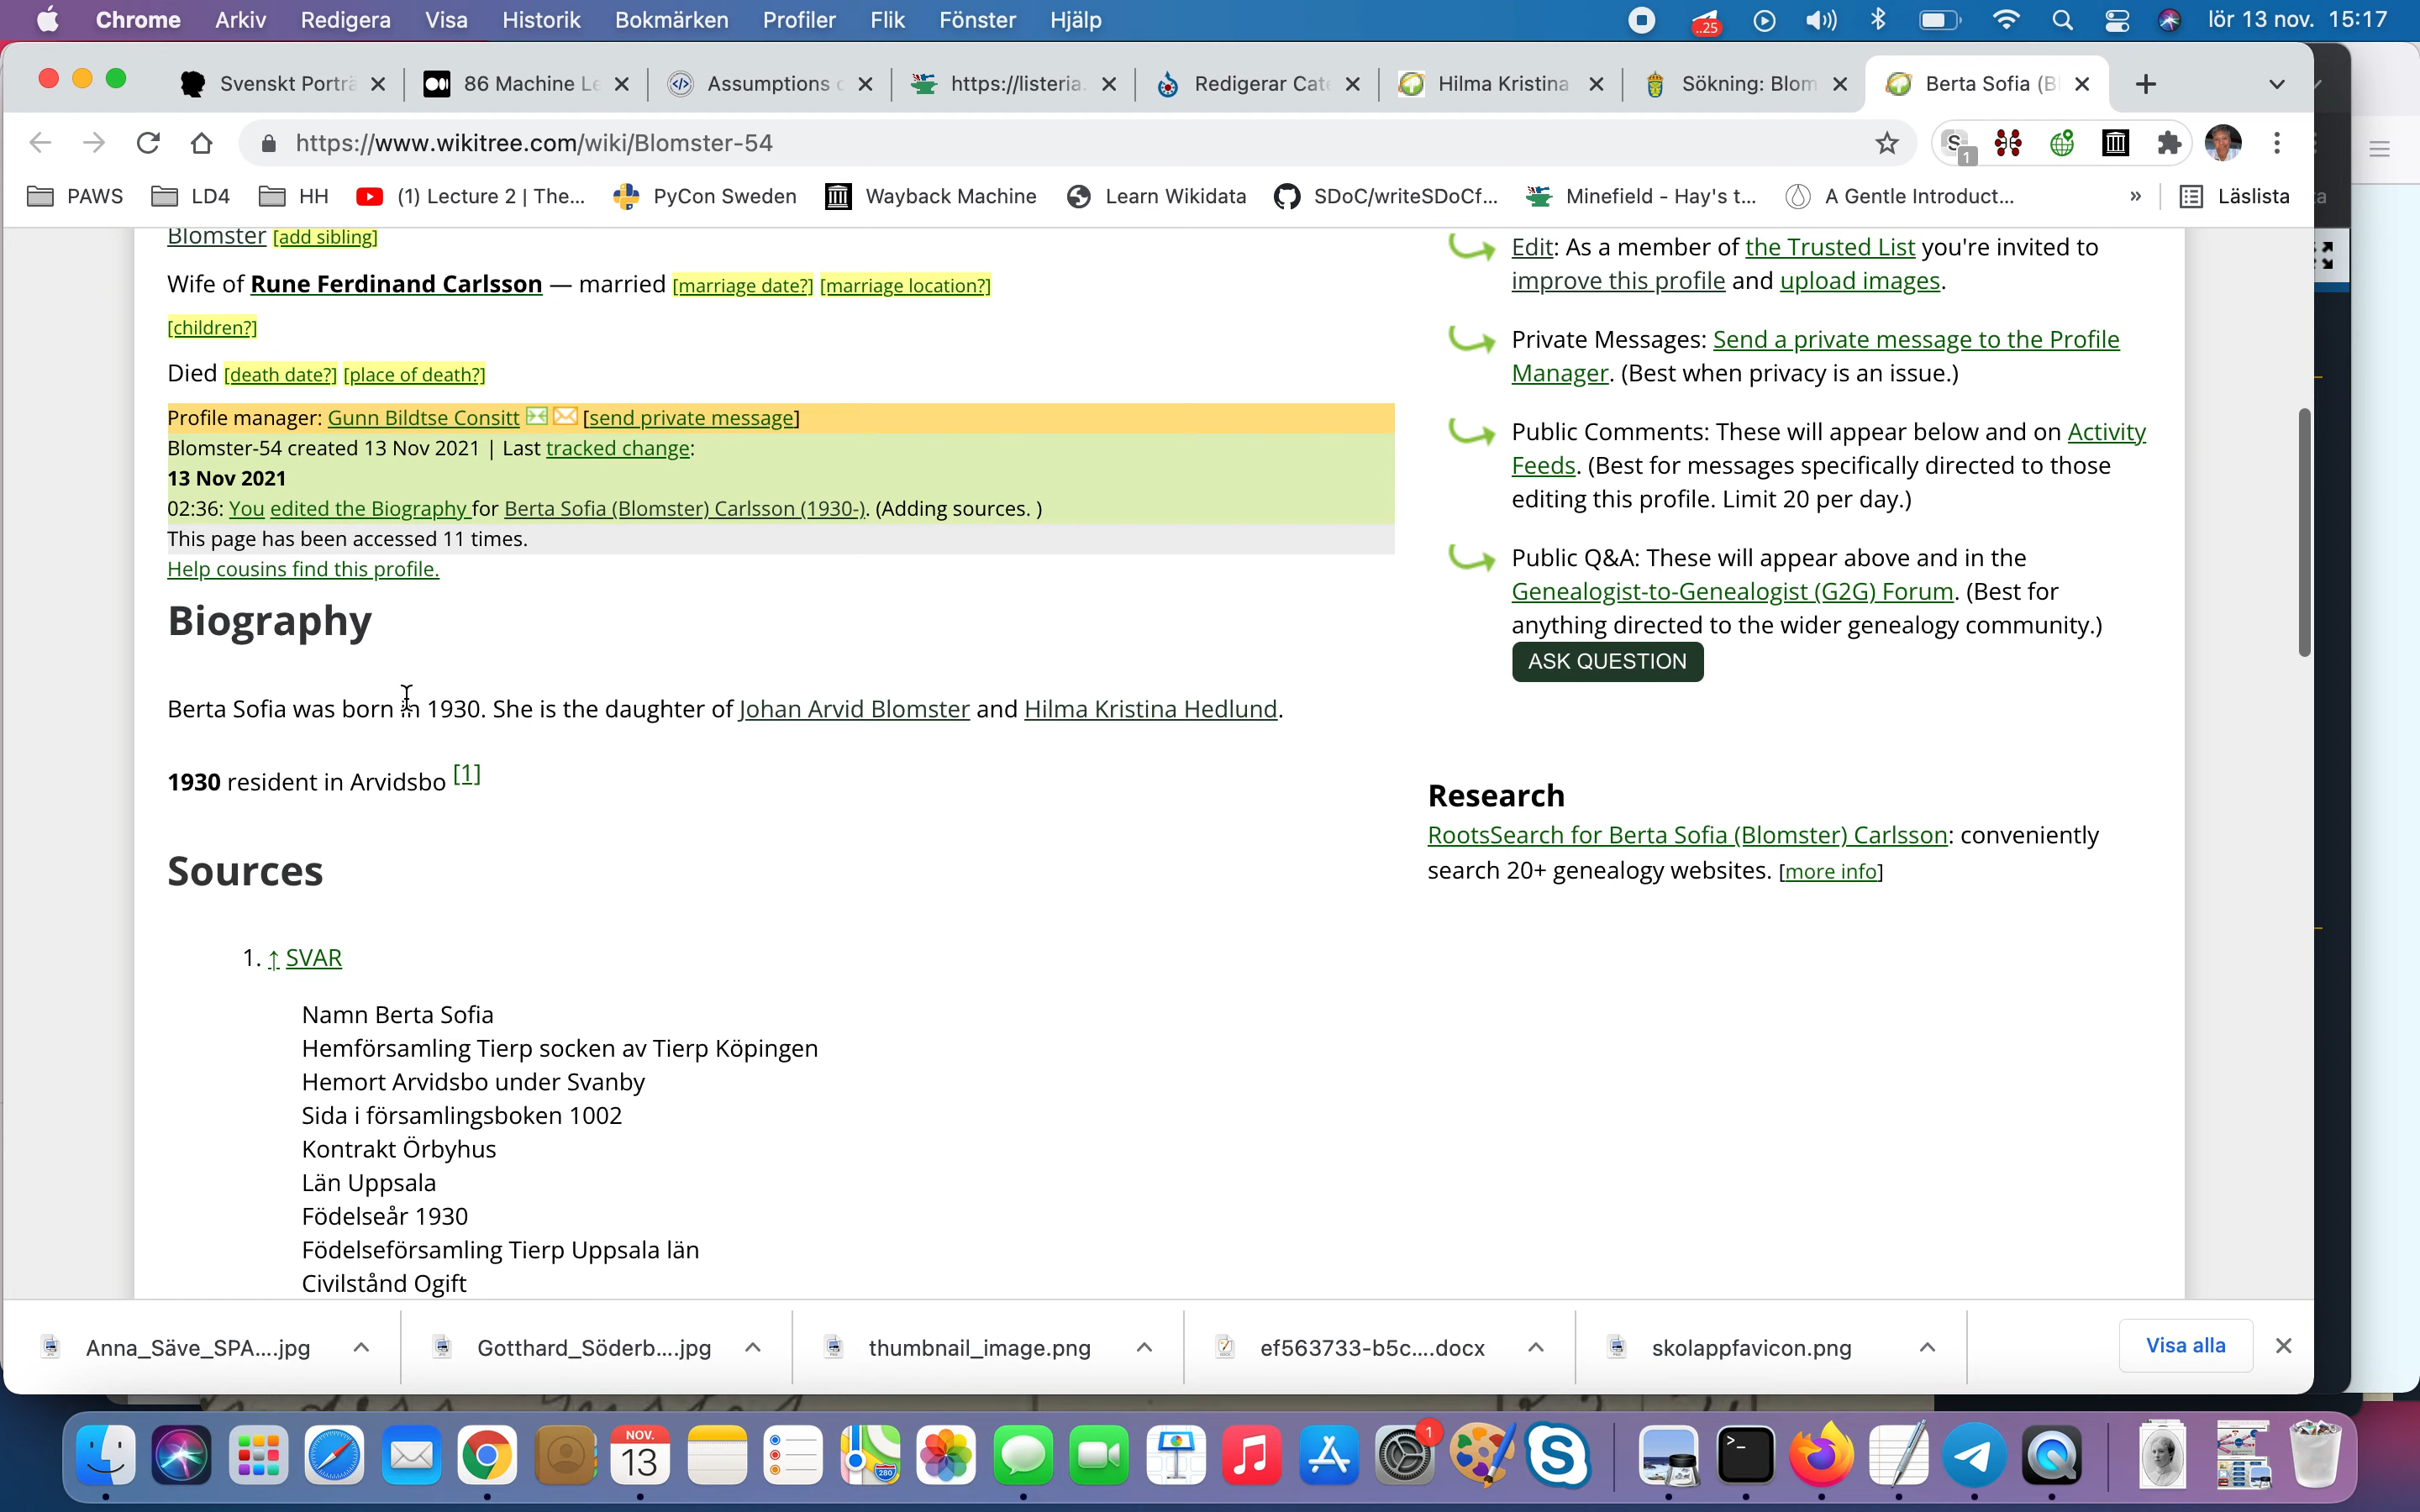 Chrome Arkiv Redigera Visa Historik Bokmärken Profiler Flik Fönster Hjälp ..25 lör 13 nov. 15:17
Svenskt Porträ 86 Machine Le Assumptions o https://listeria. Redigerar Cate Hilma Kristina Sökning: Blom Berta Sofia (Bl
https://www.wikitree.com/wiki/Blomster-54 S 1
PAWS LD4 HH (1) Lecture 2 | The... PyCon Sweden Wayback Machine Learn Wikidata SDoC/writeSDoCf... Minefield - Hay's t... A Gentle Introduct... » Läslista
Blomster [add sibling]
Wife of Rune Ferdinand Carlsson — married [marriage date?] [marriage location?]
[children?]
Died [death date?] [place of death?]
Profile manager: Gunn Bildtse Consitt [send private message]
Blomster-54 created 13 Nov 2021 | Last tracked change:
13 Nov 2021
02:36: You edited the Biography for Berta Sofia (Blomster) Carlsson (1930-). (Adding sources. )
This page has been accessed 11 times.
Help cousins find this profile.
Biography
Berta Sofia was born in 1930. She is the daughter of Johan Arvid Blomster and Hilma Kristina Hedlund.
1930 resident in Arvidsbo [1]
Sources
1. ↑ SVAR
Namn Berta Sofia
Hemförsamling Tierp socken av Tierp Köpingen
Hemort Arvidsbo under Svanby
Sida i församlingsboken 1002
Kontrakt Örbyhus
Län Uppsala
Födelseår 1930
Födelseförsamling Tierp Uppsala län
Civilstånd Ogift
Edit: As a member of the Trusted List you're invited to
improve this profile and upload images.
Private Messages: Send a private message to the Profile
Manager. (Best when privacy is an issue.)
Public Comments: These will appear below and on Activity
Feeds. (Best for messages specifically directed to those
editing this profile. Limit 20 per day.)
Public Q&A: These will appear above and in the
Genealogist-to-Genealogist (G2G) Forum. (Best for
anything directed to the wider genealogy community.)
ASK QUESTION
Research
RootsSearch for Berta Sofia (Blomster) Carlsson: conveniently
search 20+ genealogy websites. [more info]
Anna_Säve_SPA....jpg Gotthard_Söderb....jpg thumbnail_image.png ef563733-b5c....docx skolappfavicon.png Visa alla
NOV.
13
280
1